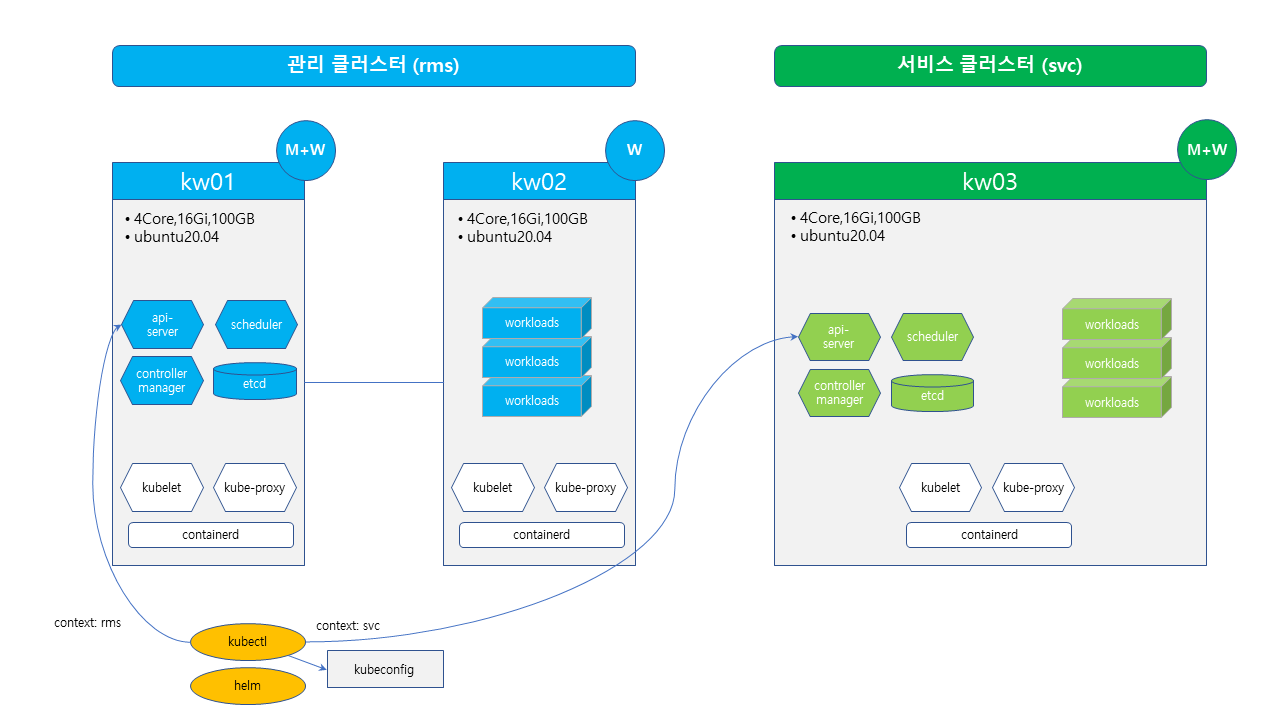 관리 클러스터 (rms)
서비스 클러스터 (svc)
M+W
kw01
• 4Core,16Gi,100GB
• ubuntu20.04
api-
server
scheduler
controller
manager
etcd
kubelet
kube-proxy
containerd
W
kw02
• 4Core,16Gi,100GB
• ubuntu20.04
workloads
workloads
workloads
kubelet
kube-proxy
containerd
M+W
kw03
• 4Core,16Gi,100GB
• ubuntu20.04
api-
server
scheduler
controller
manager
etcd
workloads
workloads
workloads
kubelet
kube-proxy
containerd
context: rms
context: svc
kubectl
kubeconfig
helm